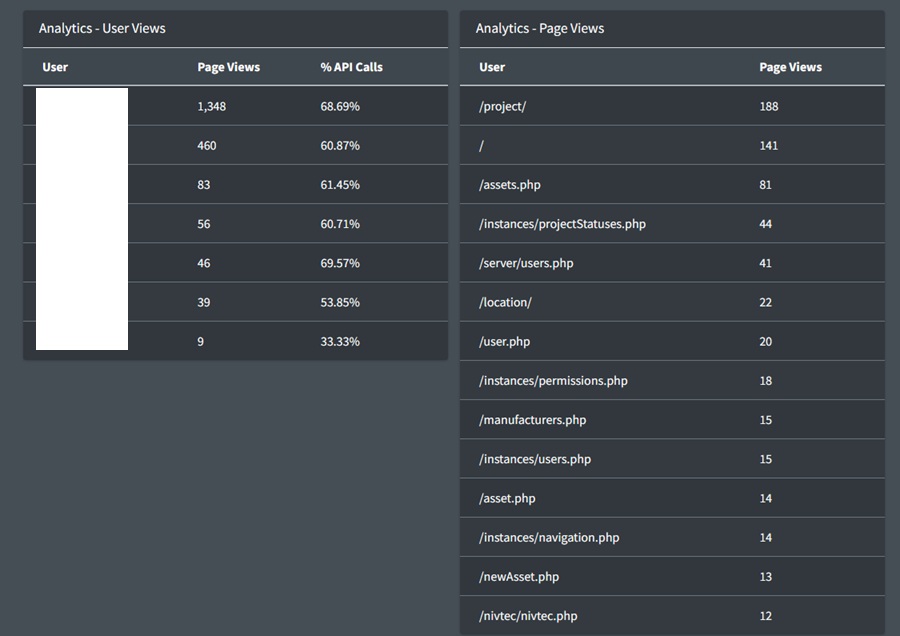 Analytics - User Views
User Page Views % API Calls
1,348 68.69%
460 60.87%
83 61.45%
56 60.71%
46 69.57%
39 53.85%
9 33.33%
Analytics - Page Views
User Page Views
/project/ 188
/ 141
/assets.php 81
/instances/projectStatuses.php 44
/server/users.php 41
/location/ 22
/user.php 20
/instances/permissions.php 18
/manufacturers.php 15
/instances/users.php 15
/asset.php 14
/instances/navigation.php 14
/newAsset.php 13
/nivtec/nivtec.php 12